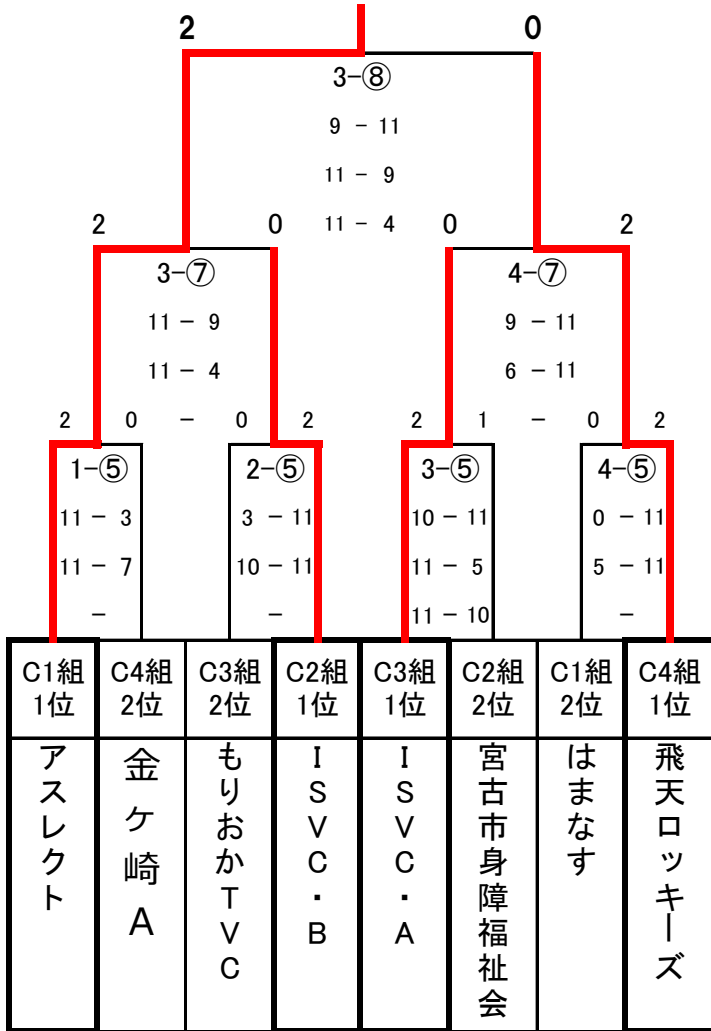 2 0
3-⑧
9 - 11
11 - 9
11 - 4
2 0 0 2
3-⑦ 4-⑦
11 - 9 9 - 11
11 - 4 6 - 11
2 0 - 0 2 2 1 - 0 2
1-⑤ 2-⑤ 3-⑤ 4-⑤
11 - 3 3 - 11 10 - 11 0 - 11
11 - 7 10 - 11 11 - 5 5 - 11
- - 11 - 10 -
C1組 C4組 C3組 C2組 C3組 C2組 C1組 C4組
1位 2位 2位 1位 1位 2位 2位 1位
アスレクト
金ヶ崎A
もりおかTVC
ISVC・B
ISVC・A
宮古市身障福祉会
はまなす
飛天ロッキーズ